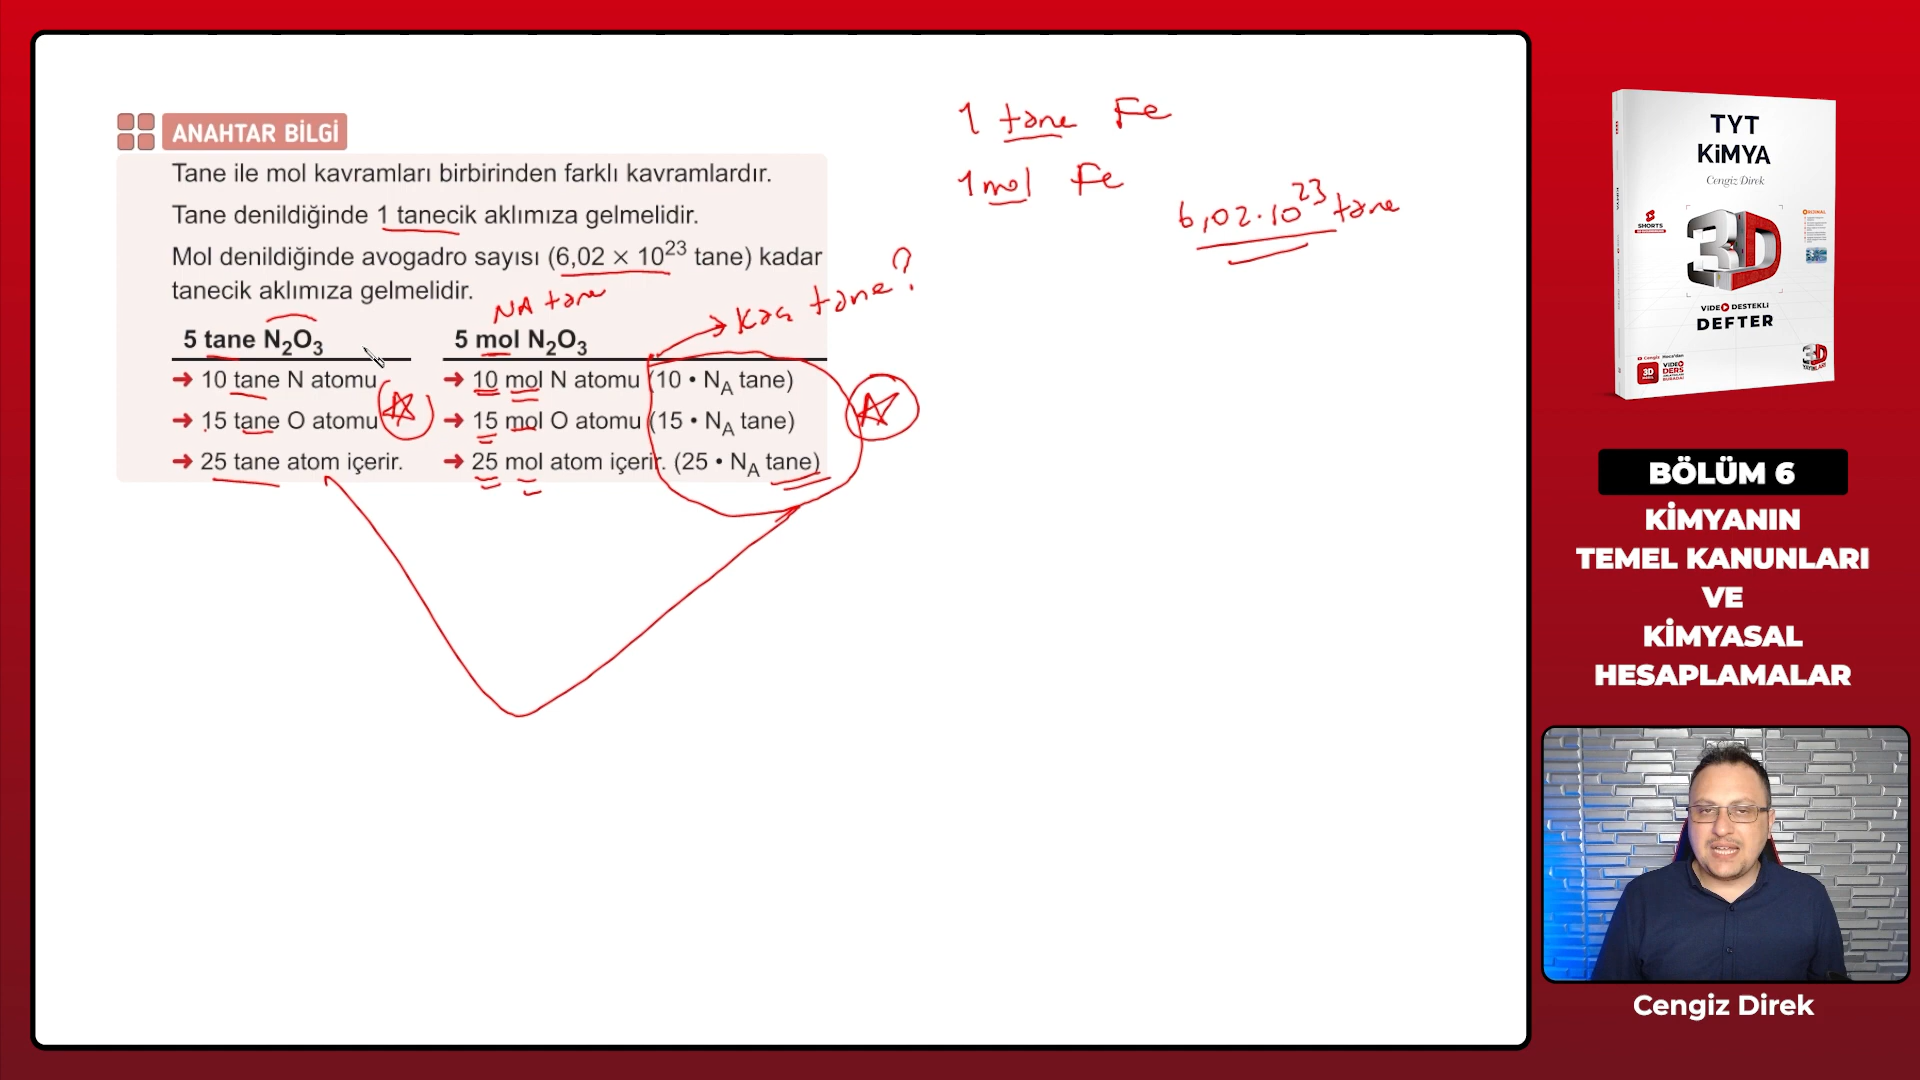 ANAHTAR BİLGİ
Tane ile mol kavramları birbirinden farklı kavramlardır.
Tane denildiğinde 1 tanecik aklımıza gelmelidir.
Mol denildiğinde avogadro sayısı (6,02 × 10²³ tane) kadar
tanecik aklımıza gelmelidir.
NA tane
Kaç tane?
5 tane N₂O₃
➔ 10 tane N atomu
➔ 15 tane O atomu
➔ 25 tane atom içerir.
5 mol N₂O₃
➔ 10 mol N atomu (10 • N_A tane)
➔ 15 mol O atomu (15 • N_A tane)
➔ 25 mol atom içerir. (25 • N_A tane)
1 tane Fe
1 mol Fe
6,02.10²³ tane
TYT
KİMYA
Cengiz Direk
SHORTS
3D
VİDEO DESTEKLİ
DEFTER
3D
BÖLÜM 6
KİMYANIN
TEMEL KANUNLARI
VE
KİMYASAL
HESAPLAMALAR
Cengiz Direk